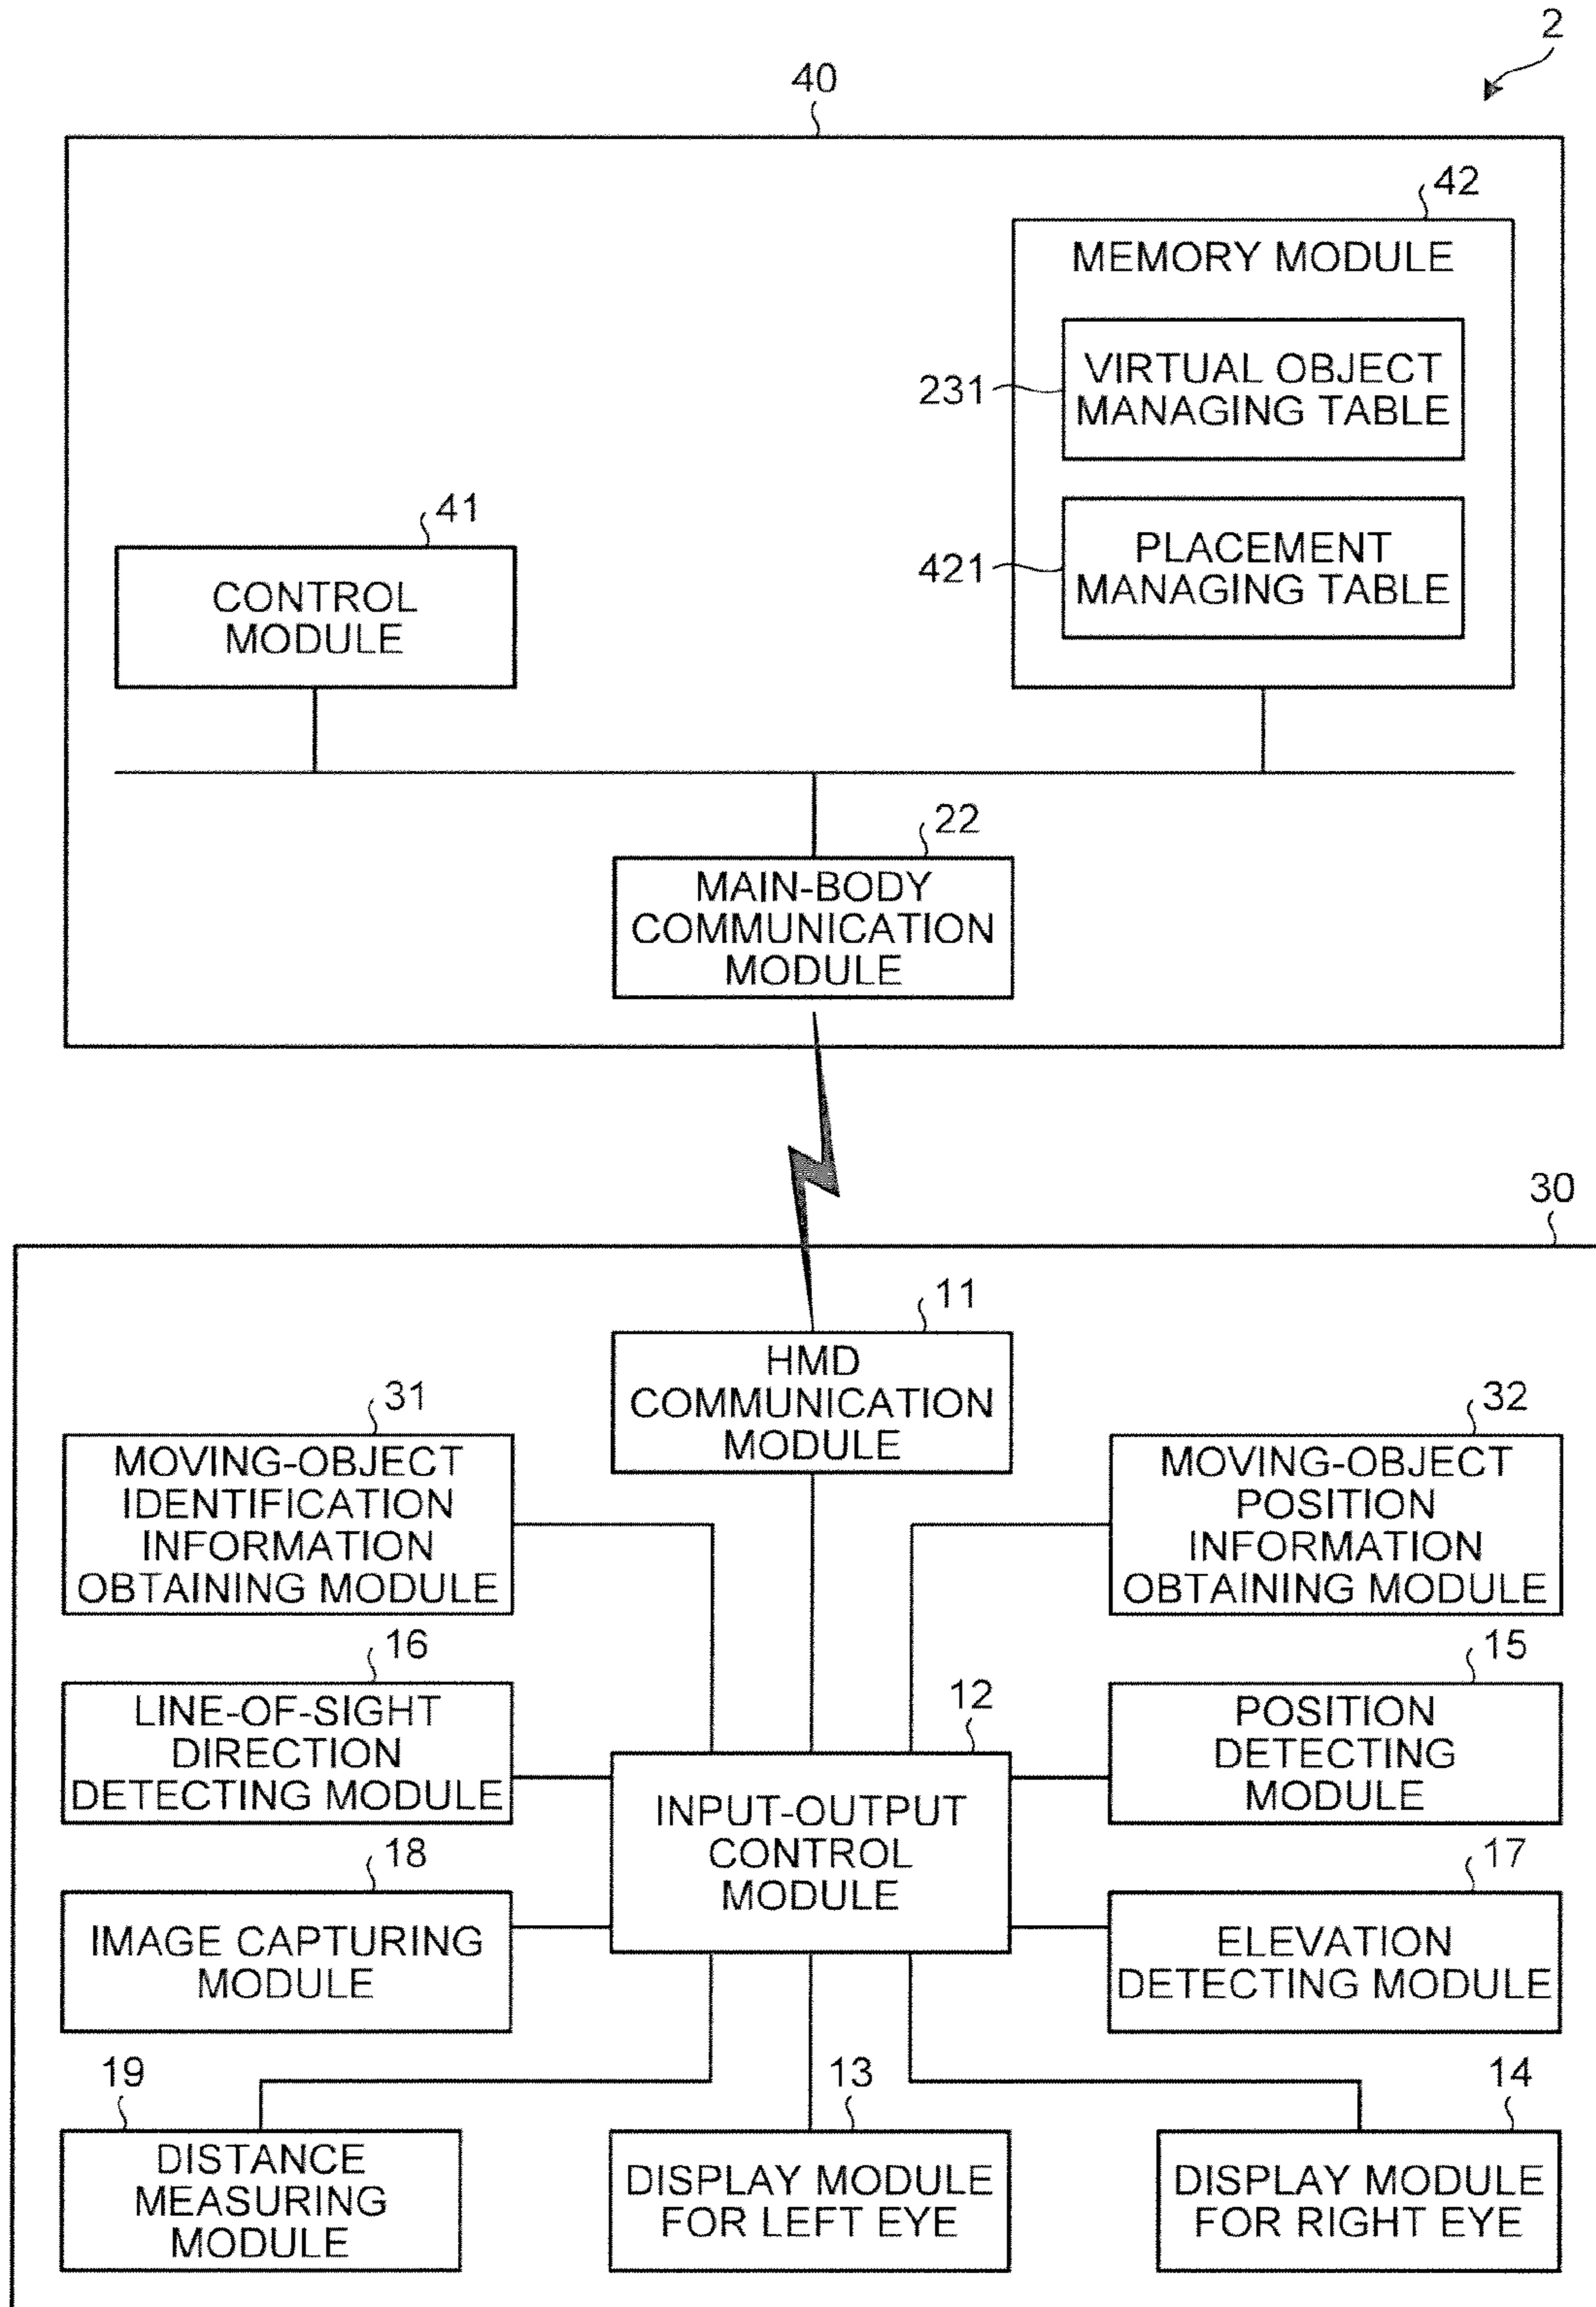 2
40
42
MEMORY MODULE
231
VIRTUAL OBJECT
MANAGING TABLE
421
PLACEMENT
MANAGING TABLE
41
CONTROL
MODULE
22
MAIN-BODY
COMMUNICATION
MODULE
30
11
HMD
COMMUNICATION
MODULE
31
MOVING-OBJECT
IDENTIFICATION
INFORMATION
OBTAINING MODULE
32
MOVING-OBJECT
POSITION
INFORMATION
OBTAINING MODULE
16
LINE-OF-SIGHT
DIRECTION
DETECTING MODULE
12
INPUT-OUTPUT
CONTROL
MODULE
15
POSITION
DETECTING
MODULE
18
IMAGE CAPTURING
MODULE
17
ELEVATION
DETECTING MODULE
19
DISTANCE
MEASURING
MODULE
13
DISPLAY MODULE
FOR LEFT EYE
14
DISPLAY MODULE
FOR RIGHT EYE